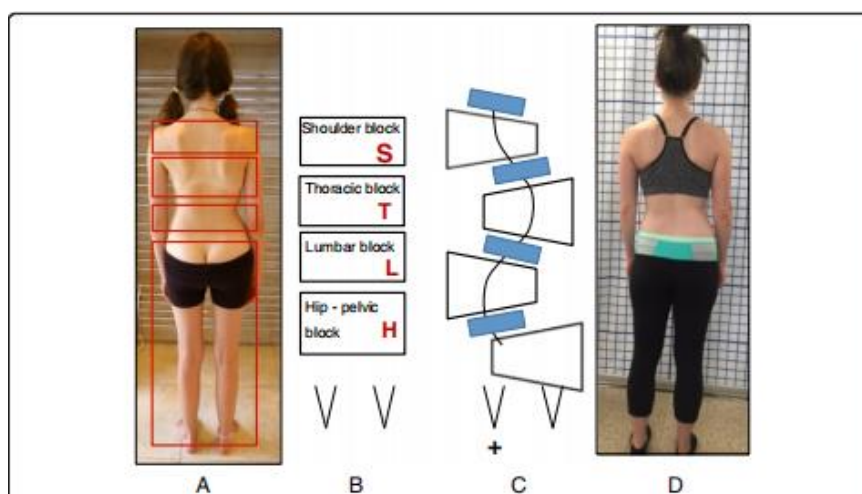 Shoulder block
S
Thoracic block
T
Lumbar block
L
Hip - pelvic
block
H
+
A
B
C
D